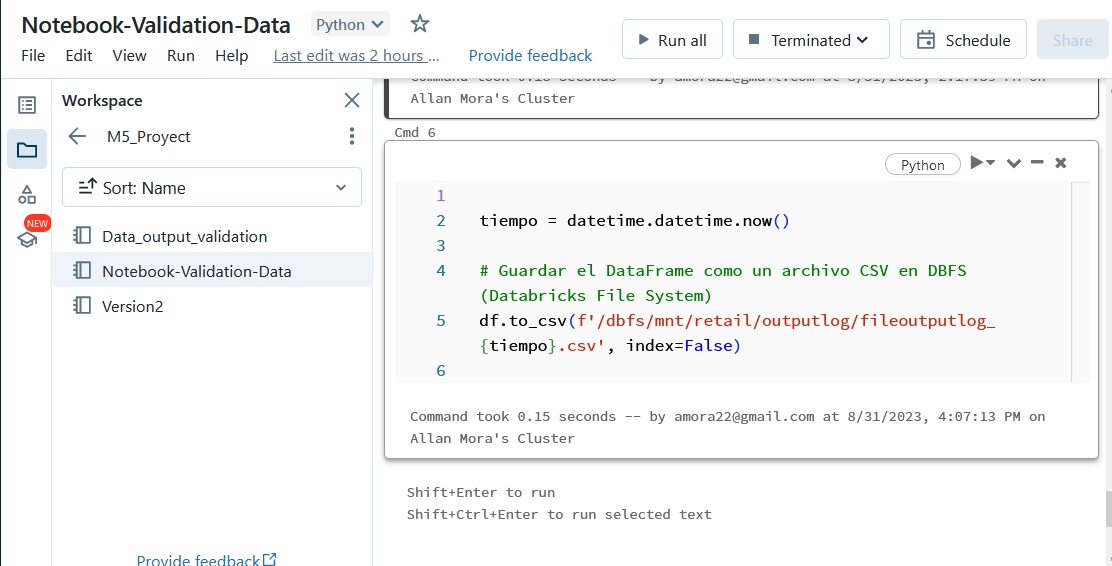 Notebook-Validation-Data Python
File Edit View Run Help Last edit was 2 hours ... Provide feedback
Run all Terminated Schedule Share
Workspace
M5_Proyect
Sort: Name
NEW
Data_output_validation
Notebook-Validation-Data
Version2
Provide feedback
Allan Mora's Cluster
Cmd 6
Python
1
2 tiempo = datetime.datetime.now()
3
4 # Guardar el DataFrame como un archivo CSV en DBFS
(Databricks File System)
5 df.to_csv(f'/dbfs/mnt/retail/outputlog/fileoutputlog_
{tiempo}.csv', index=False)
6
Command took 0.15 seconds -- by amora22@gmail.com at 8/31/2023, 4:07:13 PM on
Allan Mora's Cluster
Shift+Enter to run
Shift+Ctrl+Enter to run selected text